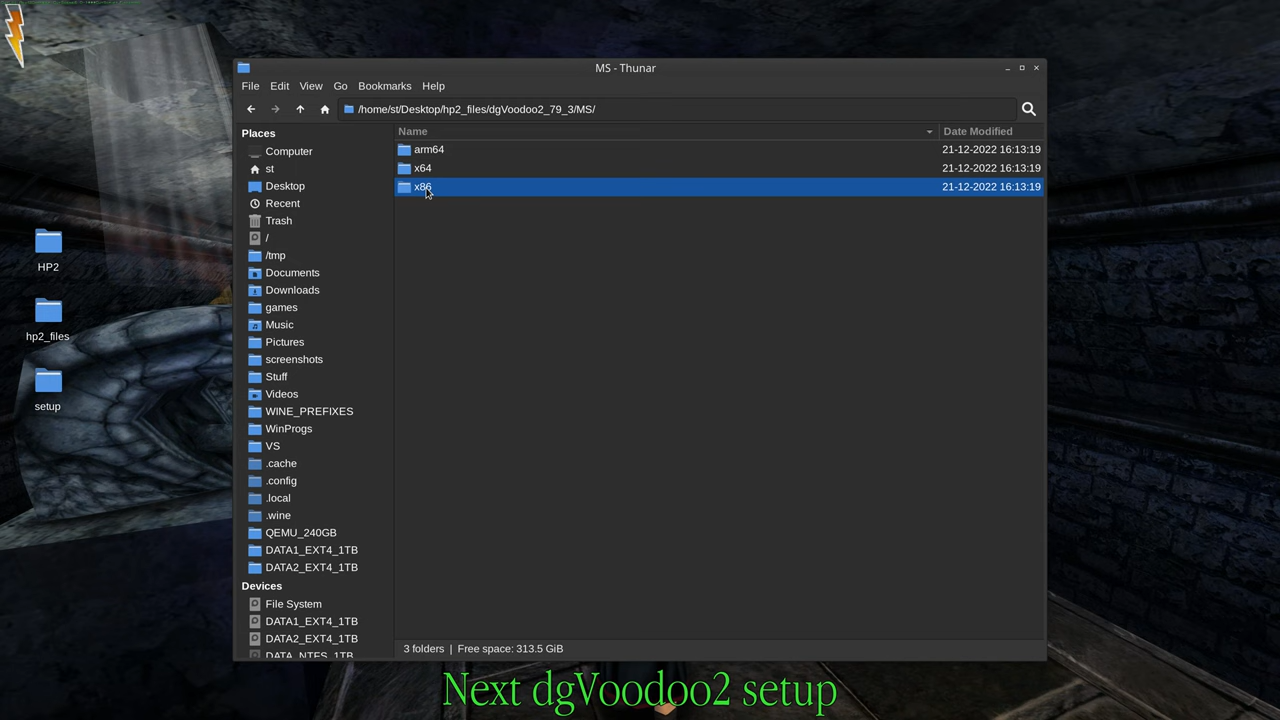 MS - Thunar
File Edit View Go Bookmarks Help
/home/st/Desktop/hp2_files/dgVoodoo2_79_3/MS/
Places
Computer
st
Desktop
Recent
Trash
/
/tmp
Documents
Downloads
games
Music
Pictures
screenshots
Stuff
Videos
WINE_PREFIXES
WinProgs
VS
.cache
.config
.local
.wine
QEMU_240GB
DATA1_EXT4_1TB
DATA2_EXT4_1TB
Devices
File System
DATA1_EXT4_1TB
DATA2_EXT4_1TB
DATA_NTFS_1TB
Name Date Modified
arm64 21-12-2022 16:13:19
x64 21-12-2022 16:13:19
x86 21-12-2022 16:13:19
3 folders | Free space: 313.5 GiB
HP2
hp2_files
setup
Next dgVoodoo2 setup